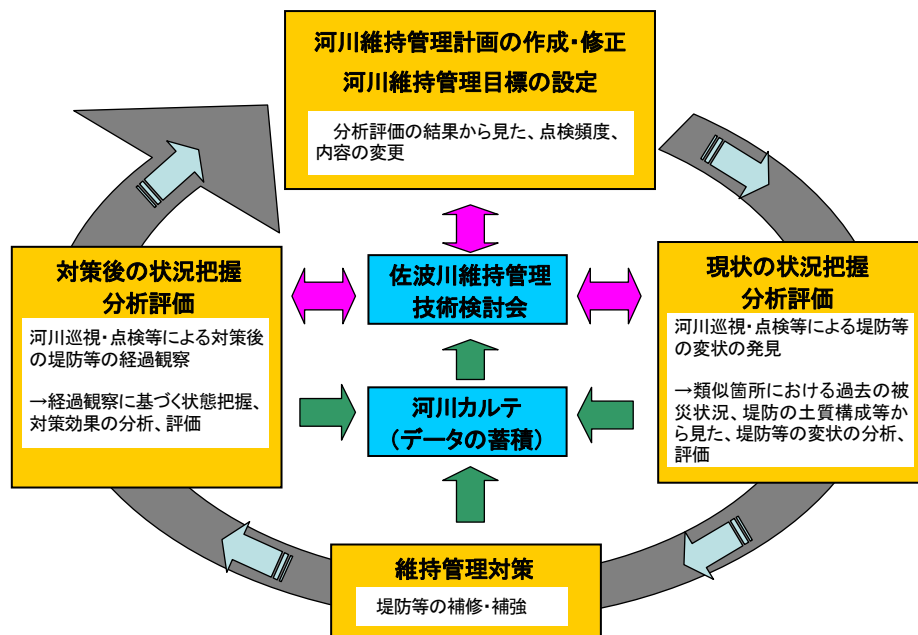 河川維持管理計画の作成・修正
河川維持管理目標の設定
分析評価の結果から見た、点検頻度、
内容の変更
対策後の状況把握
分析評価
河川巡視・点検等による対策後
の堤防等の経過観察
→経過観察に基づく状態把握、
対策効果の分析、評価
佐波川維持管理
技術検討会
河川カルテ
(データの蓄積)
現状の状況把握
分析評価
河川巡視・点検等による堤防等
の変状の発見
→類似箇所における過去の被
災状況、堤防の土質構成等か
ら見た、堤防等の変状の分析、
評価
維持管理対策
堤防等の補修・補強